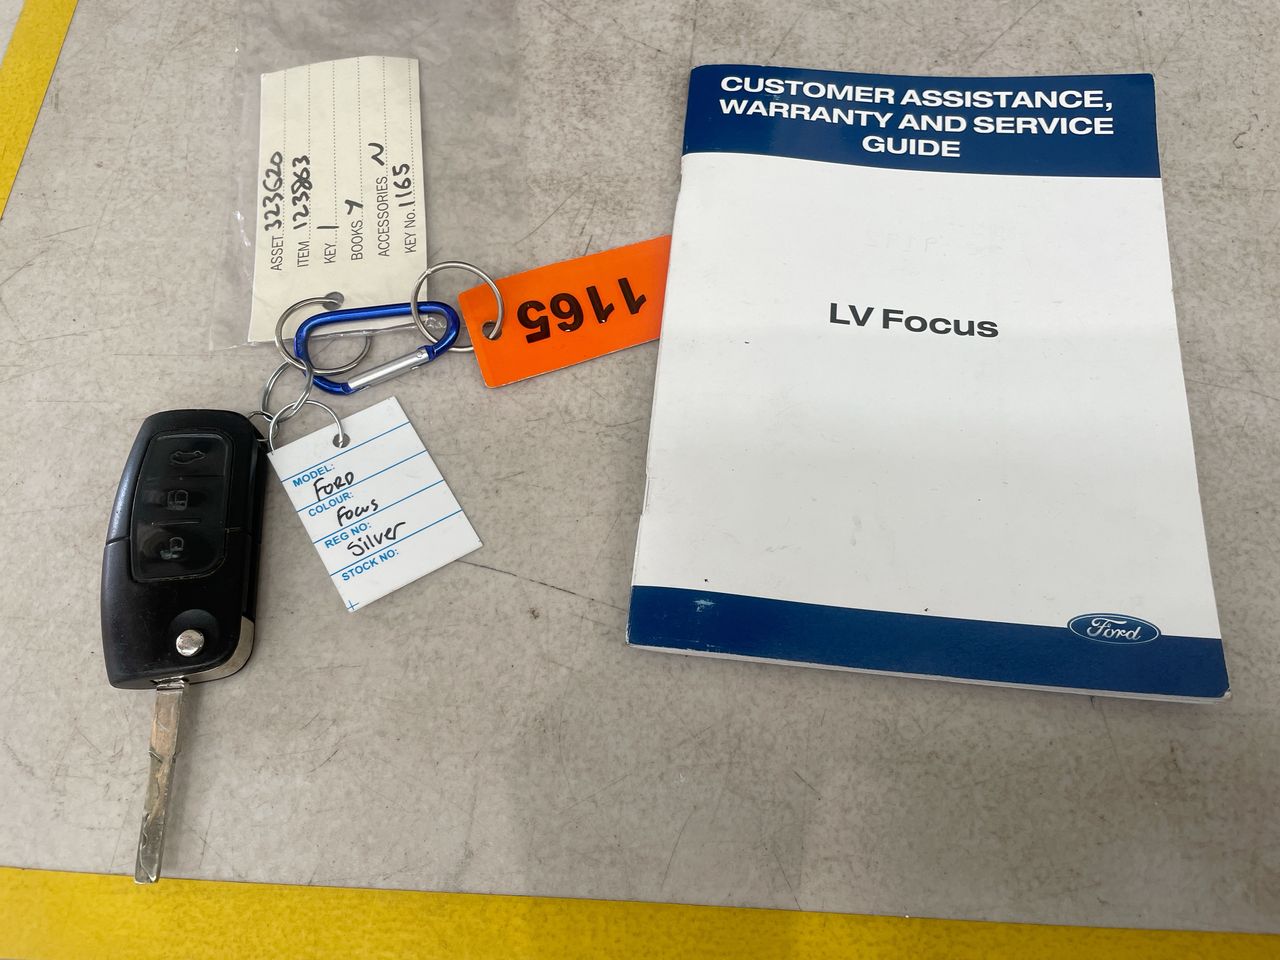 ASSET 323620
ITEM 123863
KEY 1
BOOKS Y
ACCESSORIES N
KEY No. 1165
1165
MODEL:
FORD
COLOUR:
Focus
REG NO:
Silver
STOCK NO:
CUSTOMER ASSISTANCE,
WARRANTY AND SERVICE
GUIDE
LV Focus
Ford